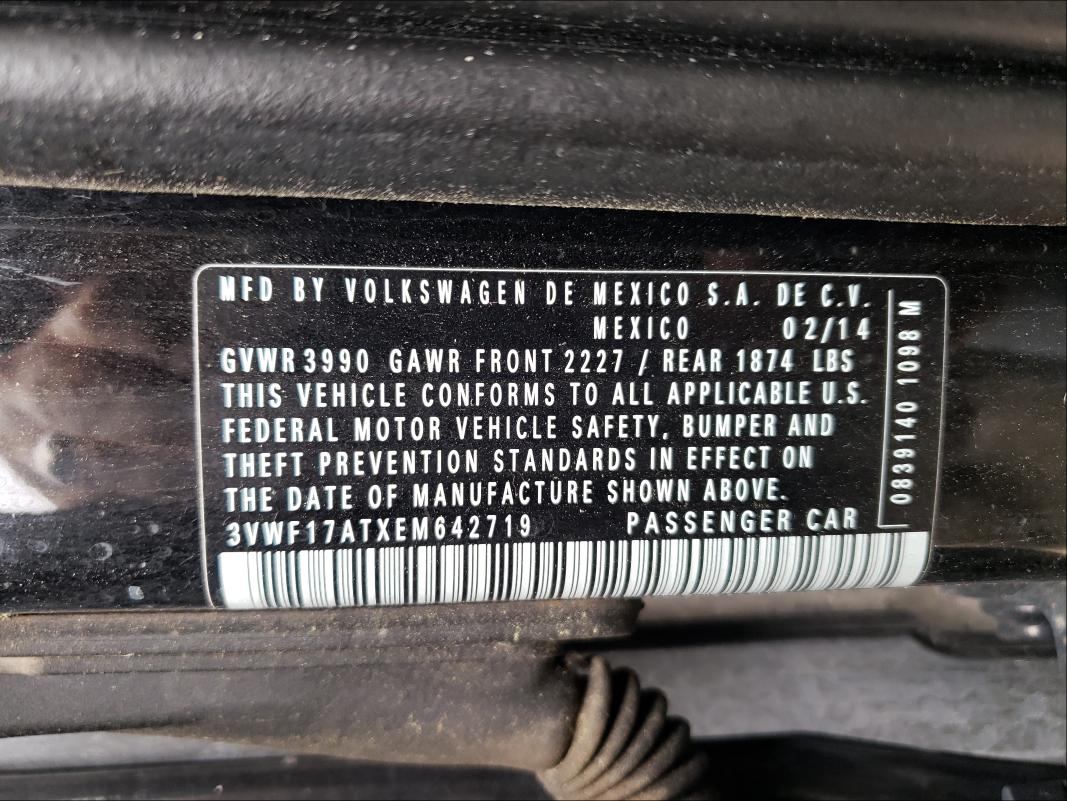 MFD BY VOLKSWAGEN DE MEXICO S.A. DE C.V.
MEXICO 02/14
GVWR 3990 GAWR FRONT 2227 / REAR 1874 LBS
THIS VEHICLE CONFORMS TO ALL APPLICABLE U.S.
FEDERAL MOTOR VEHICLE SAFETY, BUMPER AND
THEFT PREVENTION STANDARDS IN EFFECT ON
THE DATE OF MANUFACTURE SHOWN ABOVE.
3VWF17ATXEM642719 PASSENGER CAR
0839140 1098 M